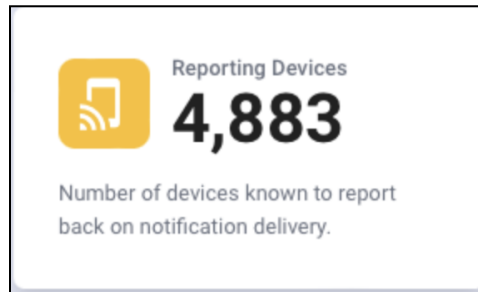 Reporting Devices
4,883
Number of devices known to report
back on notification delivery.